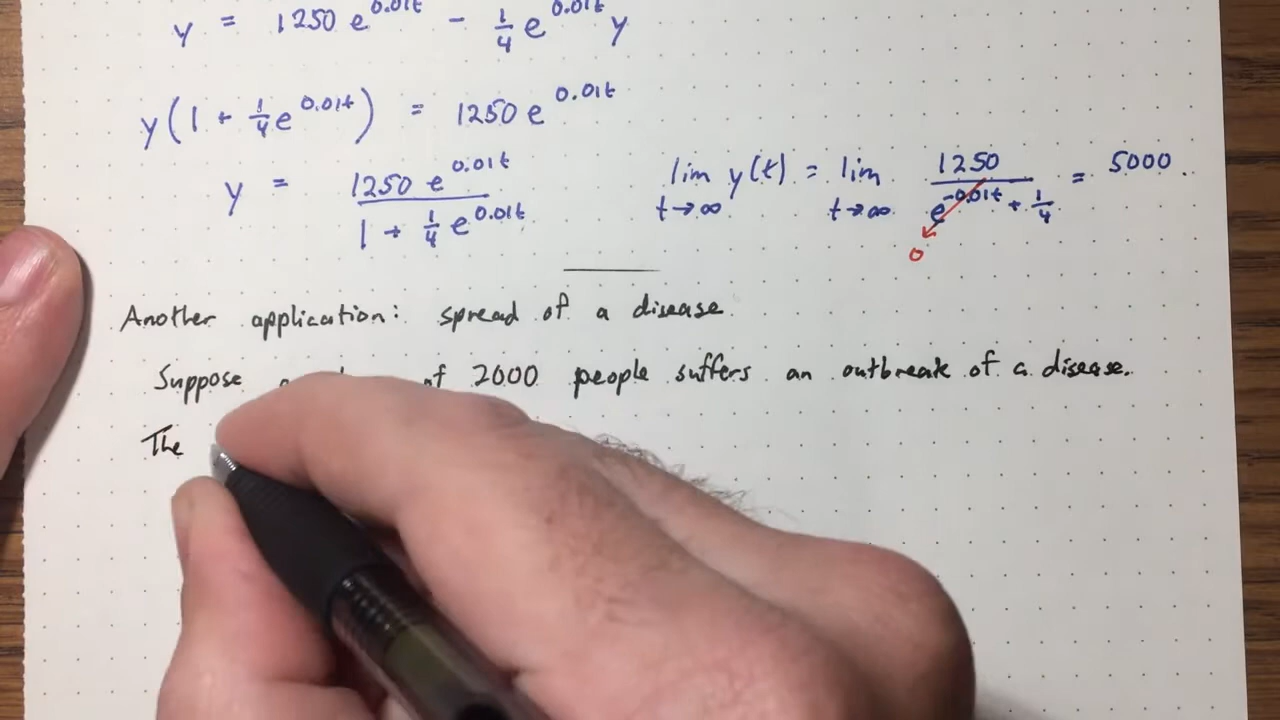 y = 1250 e^{0.01t} - 1/4 e^{0.01t} y
y(1 + 1/4 e^{0.01t}) = 1250 e^{0.01t}
y = 1250 e^{0.01t} / (1 + 1/4 e^{0.01t})
lim t→∞ y(t) = lim t→∞ 1250 / (e^{-0.01t} + 1/4) = 5000.
0
Another application: spread of a disease.
Suppose of 2000 people suffers an outbreak of a disease.
The